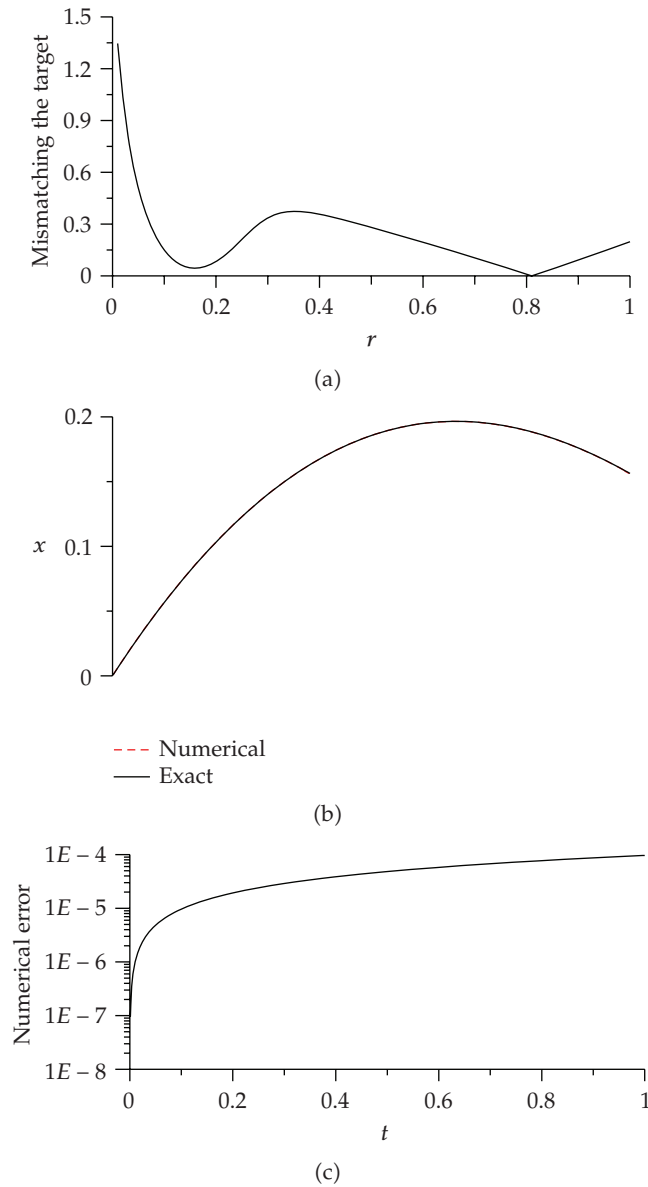 1.5
1.2
0.9
0.6
0.3
0
Mismatching the target
0 0.2 0.4 0.6 0.8 1
r
(a)
0.2
0.1
0
x
Numerical
Exact
(b)
1E − 4
1E − 5
1E − 6
1E − 7
1E − 8
Numerical error
0 0.2 0.4 0.6 0.8 1
t
(c)